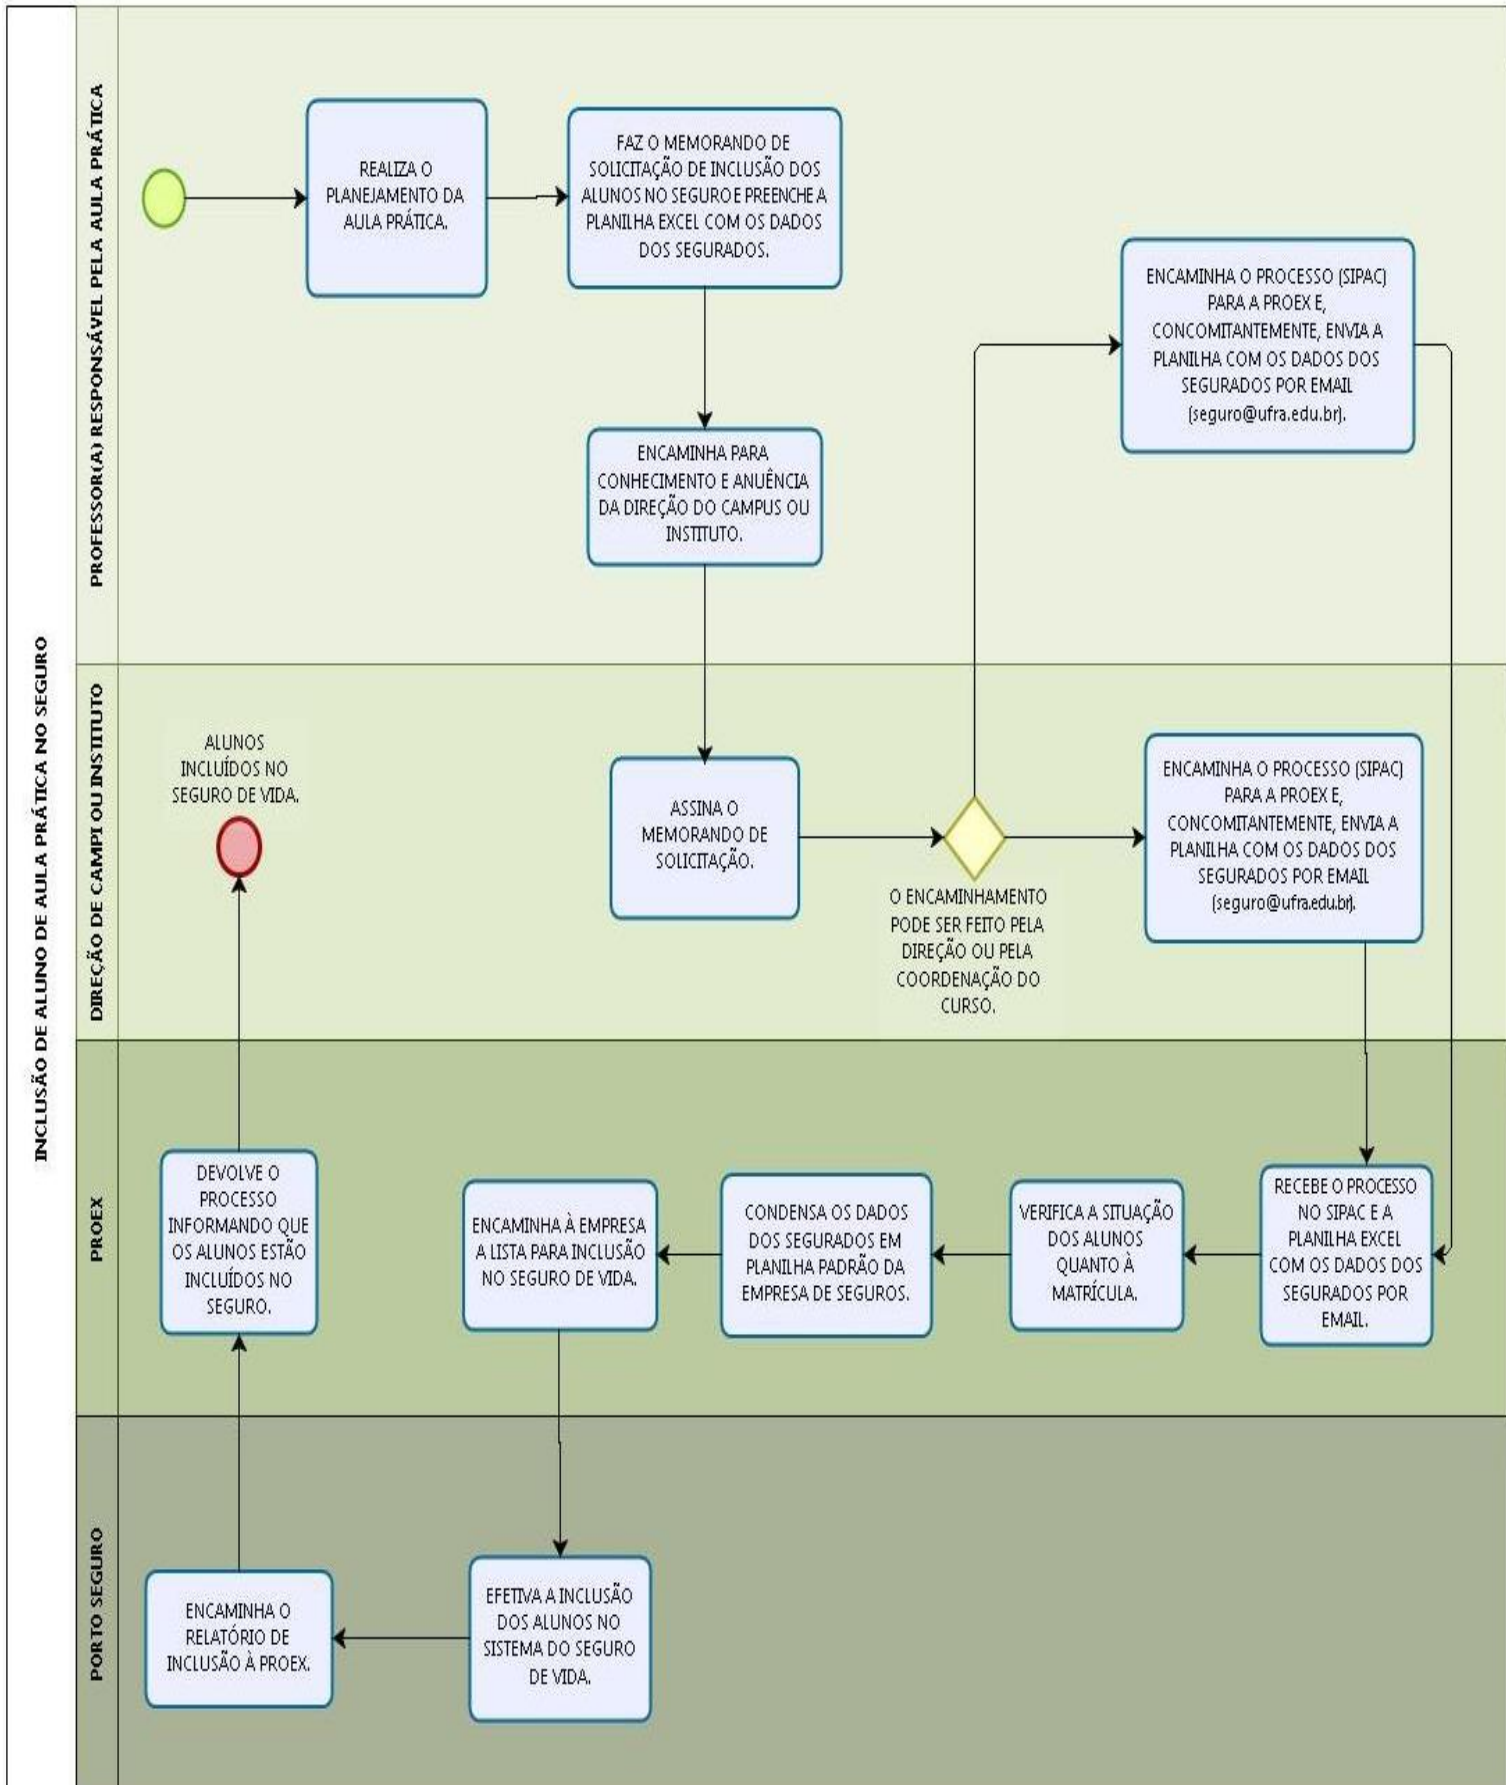 INCLUSÃO DE ALUNO DE AULA PRÁTICA NO SEGURO
PROFESSOR(A) RESPONSÁVEL PELA AULA PRÁTICA
REALIZA O
PLANEJAMENTO DA
AULA PRÁTICA.
FAZ O MEMORANDO DE
SOLICITAÇÃO DE INCLUSÃO DOS
ALUNOS NO SEGURO E PREENCHE A
PLANILHA EXCEL COM OS DADOS
DOS SEGURADOS.
ENCAMINHA PARA
CONHECIMENTO E ANUÊNCIA
DA DIREÇÃO DO CAMPUS OU
INSTITUTO.
ENCAMINHA O PROCESSO (SIPAC)
PARA A PROEX E,
CONCOMITANTEMENTE, ENVIA A
PLANILHA COM OS DADOS DOS
SEGURADOS POR EMAIL
(seguro@ufra.edu.br).
DIREÇÃO DE CAMPI OU INSTITUTO
ALUNOS
INCLUÍDOS NO
SEGURO DE VIDA.
ASSINA O
MEMORANDO DE
SOLICITAÇÃO.
O ENCAMINHAMENTO
PODE SER FEITO PELA
DIREÇÃO OU PELA
COORDENAÇÃO DO
CURSO.
ENCAMINHA O PROCESSO (SIPAC)
PARA A PROEX E,
CONCOMITANTEMENTE, ENVIA A
PLANILHA COM OS DADOS DOS
SEGURADOS POR EMAIL
(seguro@ufra.edu.br).
PROEX
RECEBE O PROCESSO
NO SIPAC E A
PLANILHA EXCEL
COM OS DADOS DOS
SEGURADOS POR
EMAIL.
VERIFICA A SITUAÇÃO
DOS ALUNOS
QUANTO À
MATRÍCULA.
CONDENSA OS DADOS
DOS SEGURADOS EM
PLANILHA PADRÃO DA
EMPRESA DE SEGUROS.
ENCAMINHA À EMPRESA
A LISTA PARA INCLUSÃO
NO SEGURO DE VIDA.
DEVOLVE O
PROCESSO
INFORMANDO QUE
OS ALUNOS ESTÃO
INCLUÍDOS NO
SEGURO.
PORTO SEGURO
EFETIVA A INCLUSÃO
DOS ALUNOS NO
SISTEMA DO SEGURO
DE VIDA.
ENCAMINHA O
RELATÓRIO DE
INCLUSÃO À PROEX.